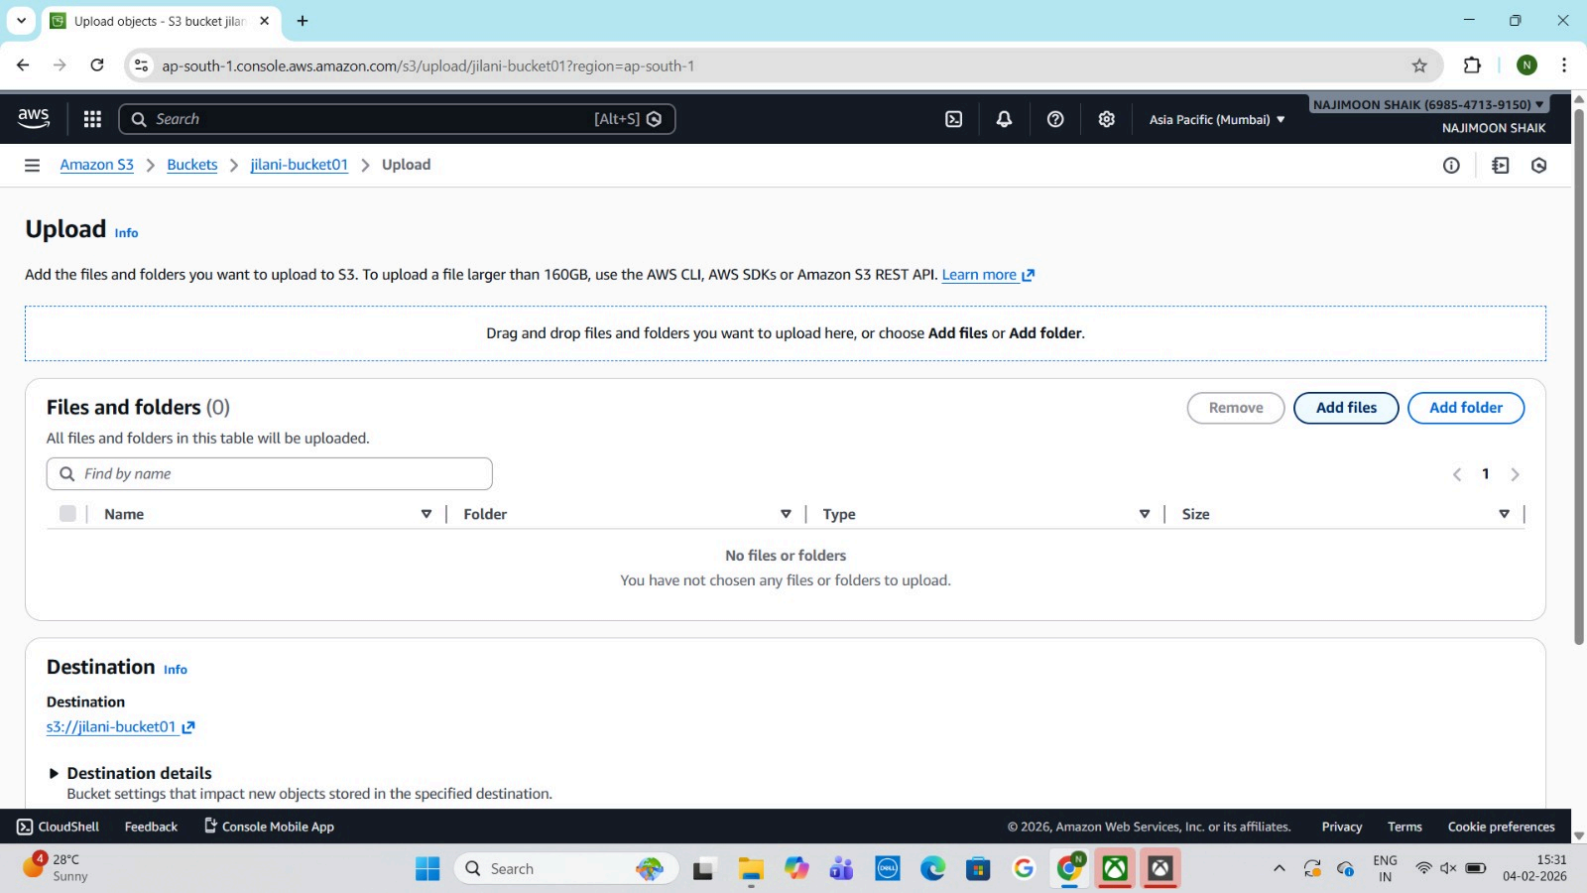 Upload objects - S3 bucket jilan
ap-south-1.console.aws.amazon.com/s3/upload/jilani-bucket01?region=ap-south-1
N
aws
Search
[Alt+S]
Asia Pacific (Mumbai)
NAJIMOON SHAIK (6985-4713-9150)
NAJIMOON SHAIK
Amazon S3 > Buckets > jilani-bucket01 > Upload
Upload Info
Add the files and folders you want to upload to S3. To upload a file larger than 160GB, use the AWS CLI, AWS SDKs or Amazon S3 REST API. Learn more
Drag and drop files and folders you want to upload here, or choose Add files or Add folder.
Files and folders (0)
Remove
Add files
Add folder
All files and folders in this table will be uploaded.
Find by name
1
Name
Folder
Type
Size
No files or folders
You have not chosen any files or folders to upload.
Destination Info
Destination
s3://jilani-bucket01
Destination details
Bucket settings that impact new objects stored in the specified destination.
CloudShell
Feedback
Console Mobile App
© 2026, Amazon Web Services, Inc. or its affiliates.
Privacy
Terms
Cookie preferences
4
28°C
Sunny
Search
DELL
N
ENG
IN
15:31
04-02-2026